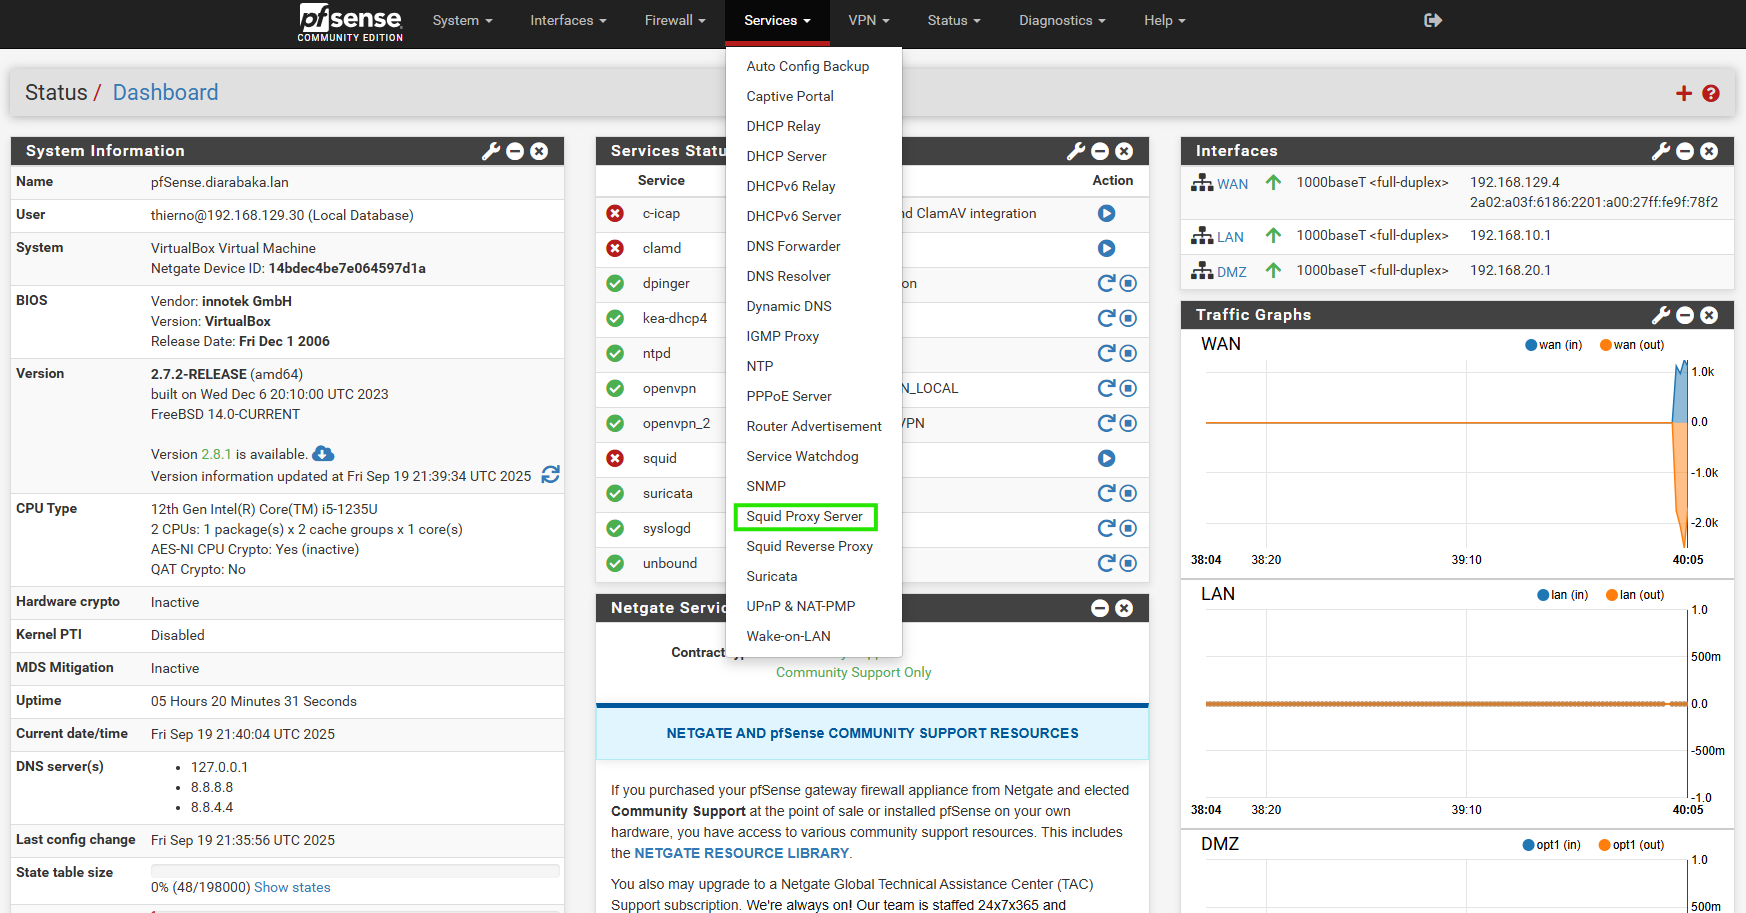 pfsense
COMMUNITY EDITION
System
Interfaces
Firewall
Services
VPN
Status
Diagnostics
Help
Status / Dashboard
Auto Config Backup
Captive Portal
DHCP Relay
DHCP Server
DHCPv6 Relay
DHCPv6 Server
DNS Forwarder
DNS Resolver
Dynamic DNS
IGMP Proxy
NTP
PPPoE Server
Router Advertisement
Service Watchdog
SNMP
Squid Proxy Server
Squid Reverse Proxy
Suricata
UPnP & NAT-PMP
Wake-on-LAN
System Information
Name pfSense.diarabaka.lan
User thierno@192.168.129.30 (Local Database)
System VirtualBox Virtual Machine
Netgate Device ID: 14bdec4be7e064597d1a
BIOS Vendor: innotek GmbH
Version: VirtualBox
Release Date: Fri Dec 1 2006
Version 2.7.2-RELEASE (amd64)
built on Wed Dec 6 20:10:00 UTC 2023
FreeBSD 14.0-CURRENT
Version 2.8.1 is available.
Version information updated at Fri Sep 19 21:39:34 UTC 2025
CPU Type 12th Gen Intel(R) Core(TM) i5-1235U
2 CPUs: 1 package(s) x 2 cache groups x 1 core(s)
AES-NI CPU Crypto: Yes (inactive)
QAT Crypto: No
Hardware crypto Inactive
Kernel PTI Disabled
MDS Mitigation Inactive
Uptime 05 Hours 20 Minutes 31 Seconds
Current date/time Fri Sep 19 21:40:04 UTC 2025
DNS server(s)
127.0.0.1
8.8.8.8
8.8.4.4
Last config change Fri Sep 19 21:35:56 UTC 2025
State table size
0% (48/198000) Show states
Services Statu
Service Action
c-icap nd ClamAV integration
clamd
dpinger on
kea-dhcp4
ntpd
openvpn N_LOCAL
openvpn_2 VPN
squid
suricata
syslogd
unbound
Netgate Servic
Contract
Community Support Only
NETGATE AND pfSense COMMUNITY SUPPORT RESOURCES
If you purchased your pfSense gateway firewall appliance from Netgate and elected
Community Support at the point of sale or installed pfSense on your own
hardware, you have access to various community support resources. This includes
the NETGATE RESOURCE LIBRARY.
You also may upgrade to a Netgate Global Technical Assistance Center (TAC)
Support subscription. We're always on! Our team is staffed 24x7x365 and
Interfaces
WAN 1000baseT <full-duplex> 192.168.129.4
2a02:a03f:6186:2201:a00:27ff:fe9f:78f2
LAN 1000baseT <full-duplex> 192.168.10.1
DMZ 1000baseT <full-duplex> 192.168.20.1
Traffic Graphs
WAN
wan (in) wan (out)
1.0k
0.0
-1.0k
-2.0k
38:04 38:20 39:10 40:05
LAN
lan (in) lan (out)
1.0
500m
0.0
-500m
-1.0
38:04 38:20 39:10 40:05
DMZ
opt1 (in) opt1 (out)
1.0
500m